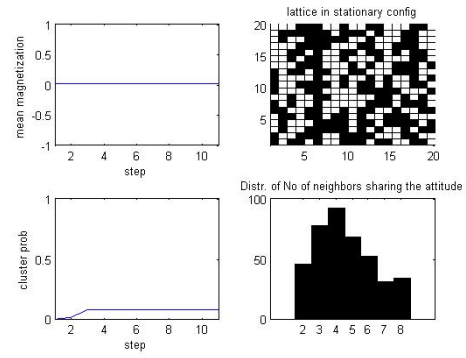 1
0.5
0
-0.5
-1
mean magnetization
2 4 6 8 10
step
lattice in stationary config
20
15
10
5
5 10 15 20
1
0.5
0
cluster prob
2 4 6 8 10
step
Distr. of No of neighbors sharing the attitude
100
50
0
2 3 4 5 6 7 8